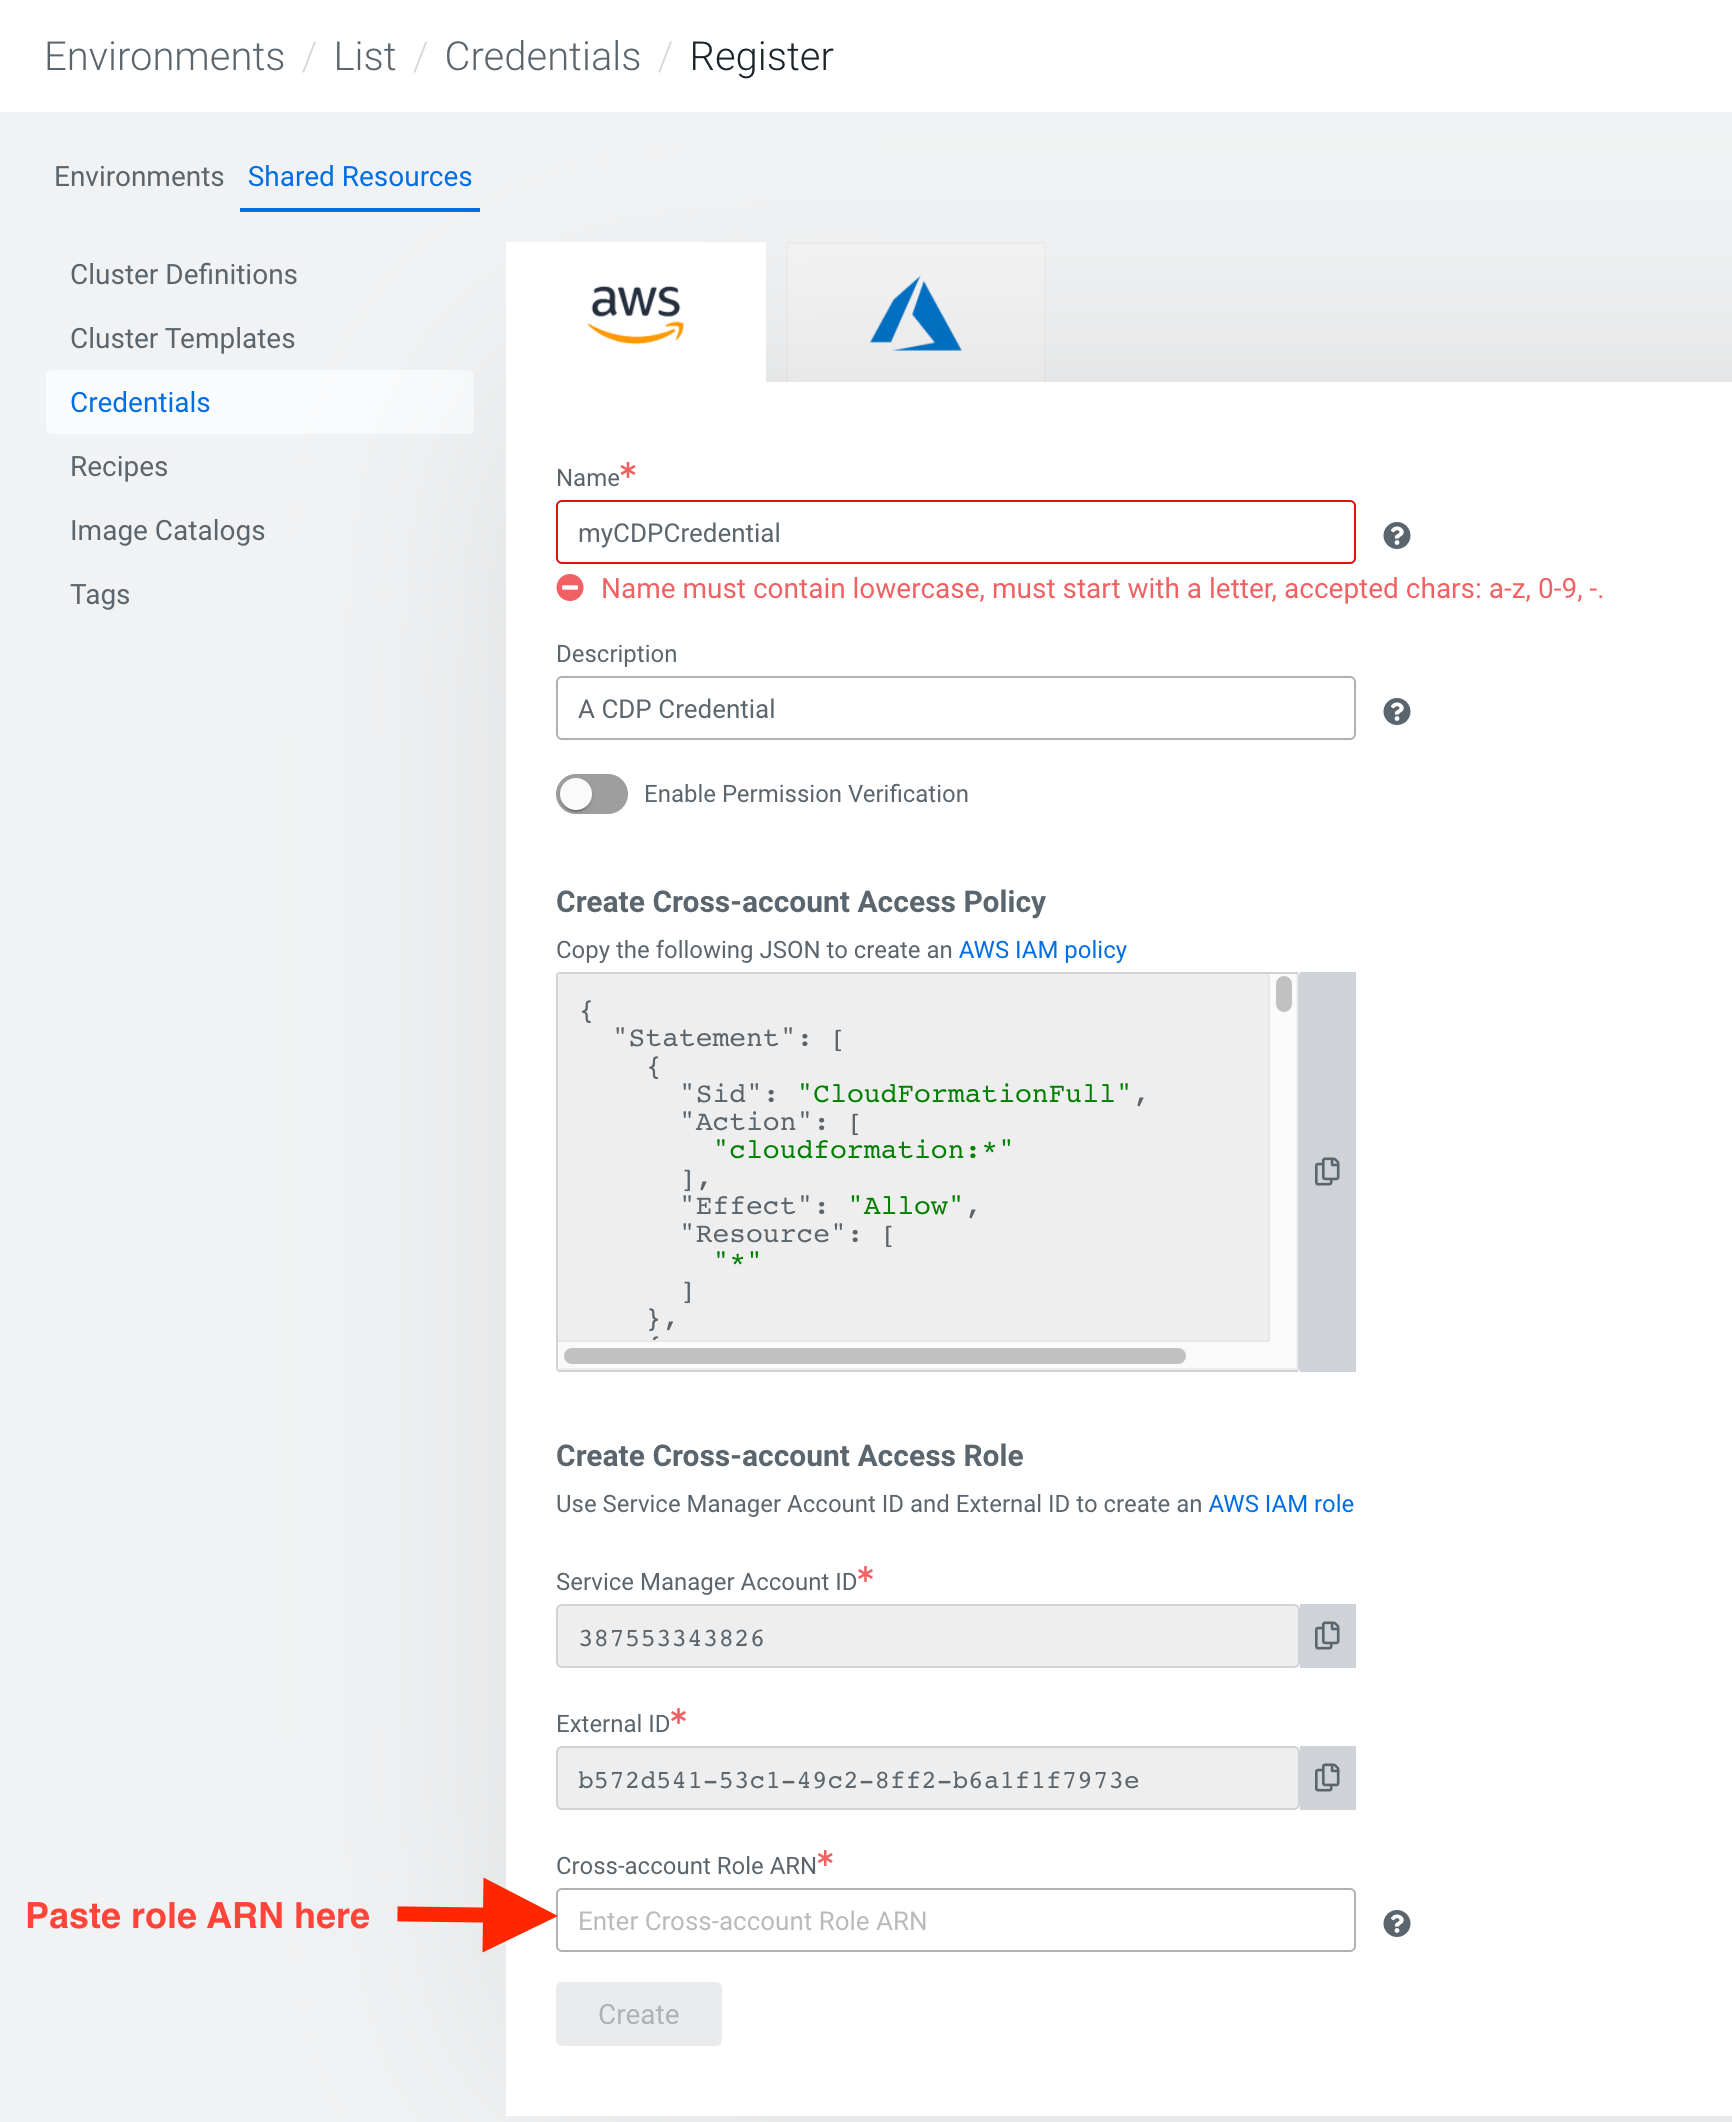 Environments / List / Credentials / Register
Environments Shared Resources
Cluster Definitions
Cluster Templates
Credentials
Recipes
Image Catalogs
Tags
aws
Name*
myCDPCredential
Name must contain lowercase, must start with a letter, accepted chars: a-z, 0-9, -.
Description
A CDP Credential
Enable Permission Verification
Create Cross-account Access Policy
Copy the following JSON to create an AWS IAM policy
{
"Statement": [
{
"Sid": "CloudFormationFull",
"Action": [
"cloudformation:*"
],
"Effect": "Allow",
"Resource": [
"*"
]
},
Create Cross-account Access Role
Use Service Manager Account ID and External ID to create an AWS IAM role
Service Manager Account ID*
387553343826
External ID*
b572d541-53c1-49c2-8ff2-b6a1f1f7973e
Cross-account Role ARN*
Paste role ARN here
Enter Cross-account Role ARN
Create